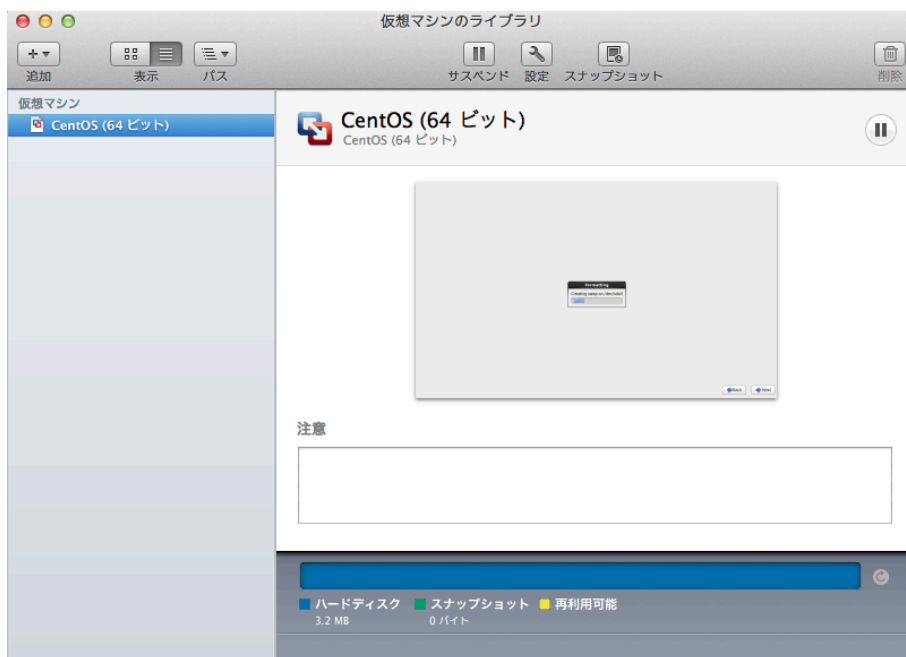 仮想マシンのライブラリ
追加
表示
パス
サスペンド
設定
スナップショット
削除
仮想マシン
CentOS (64 ビット)
CentOS (64 ビット)
CentOS (64 ビット)
Formatting
Back
Next
注意
ハードディスク
スナップショット
再利用可能
3.2 MB
0 バイト